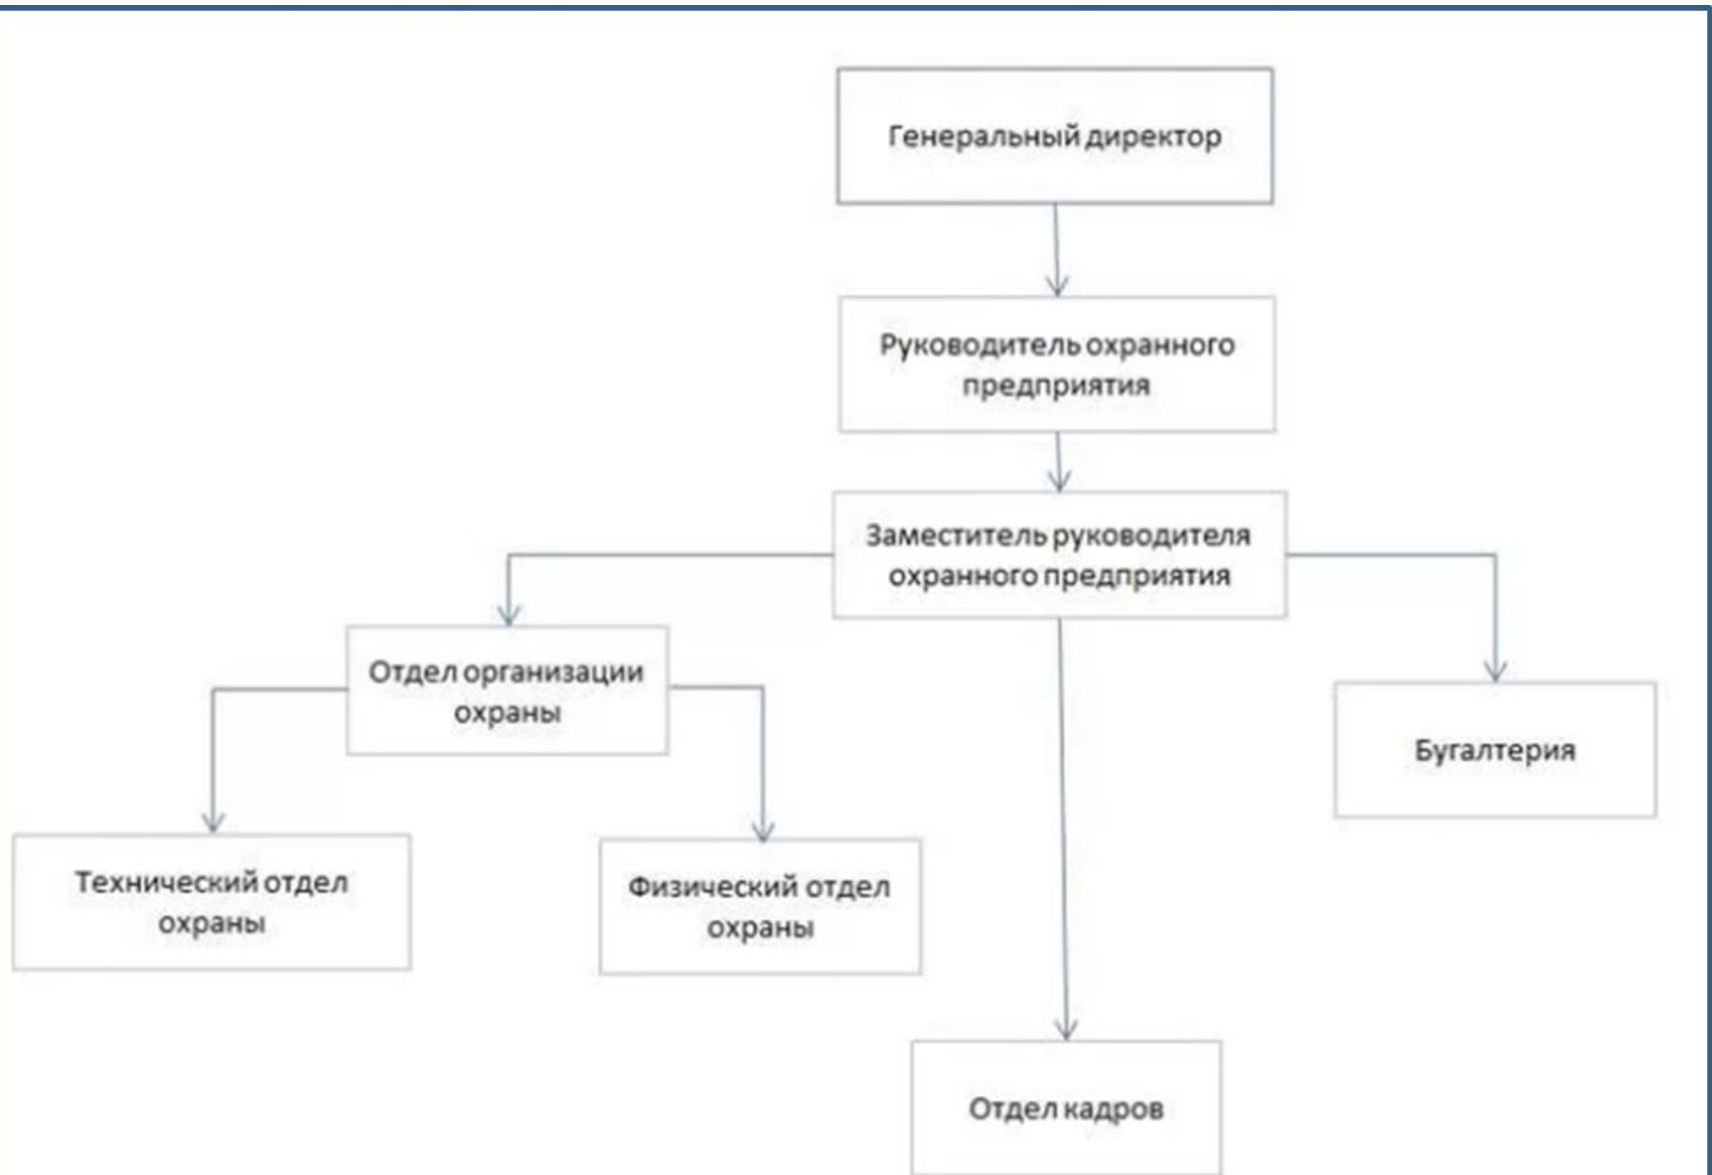 Генеральный директор
Руководитель охранного
предприятия
Заместитель руководителя
охранного предприятия
Отдел организации
охраны
Бугалтерия
Технический отдел
охраны
Физический отдел
охраны
Отдел кадров